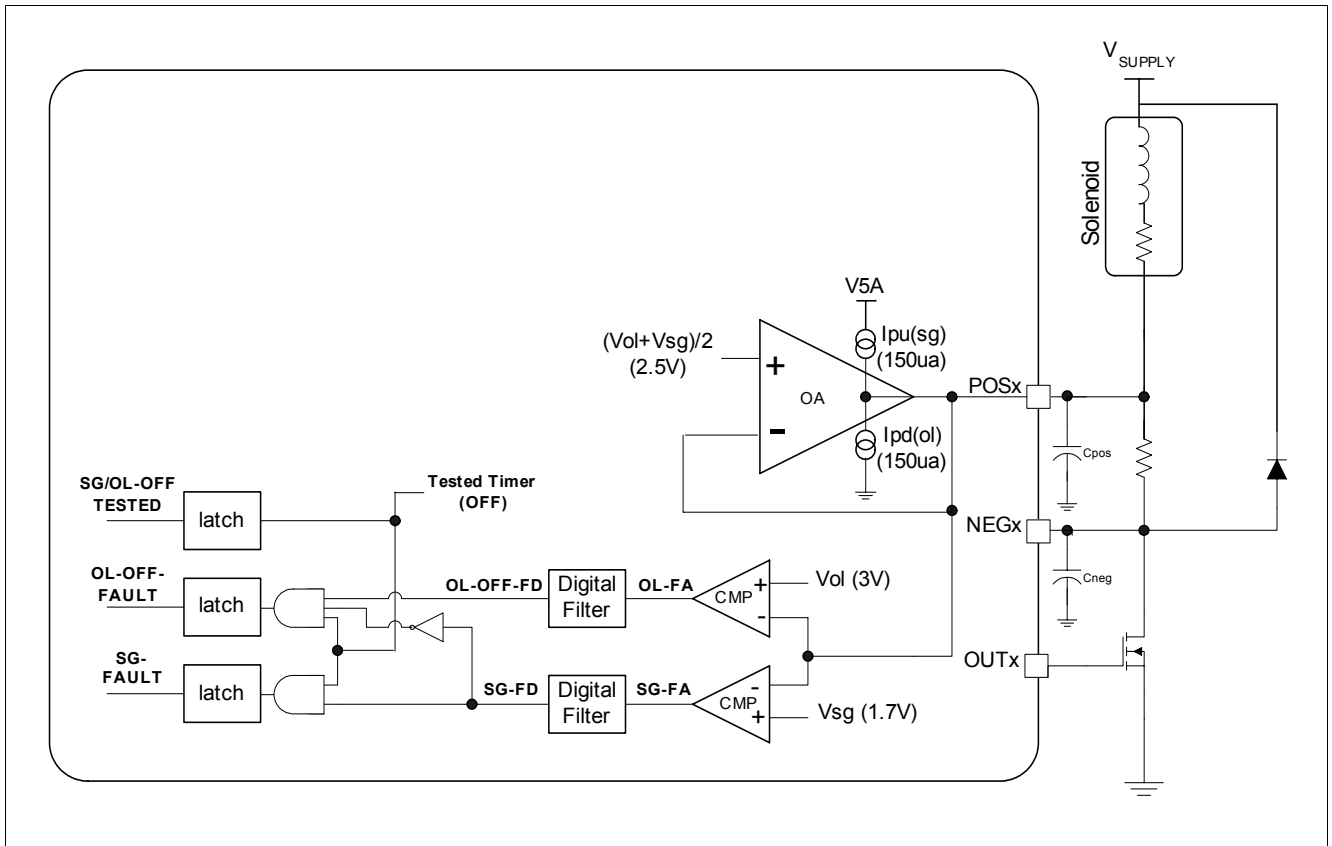 V SUPPLY
Solenoid
V5A
(Vol+Vsg)/2
(2.5V)
+
-
OA
Ipu(sg)
(150ua)
Ipd(ol)
(150ua)
POSx
Cpos
NEGx
Cneg
OUTx
SG/OL-OFF
TESTED
latch
Tested Timer
(OFF)
OL-OFF-
FAULT
latch
OL-OFF-FD
Digital
Filter
OL-FA
CMP
+
-
Vol (3V)
SG-
FAULT
latch
SG-FD
Digital
Filter
SG-FA
CMP
-
+
Vsg (1.7V)